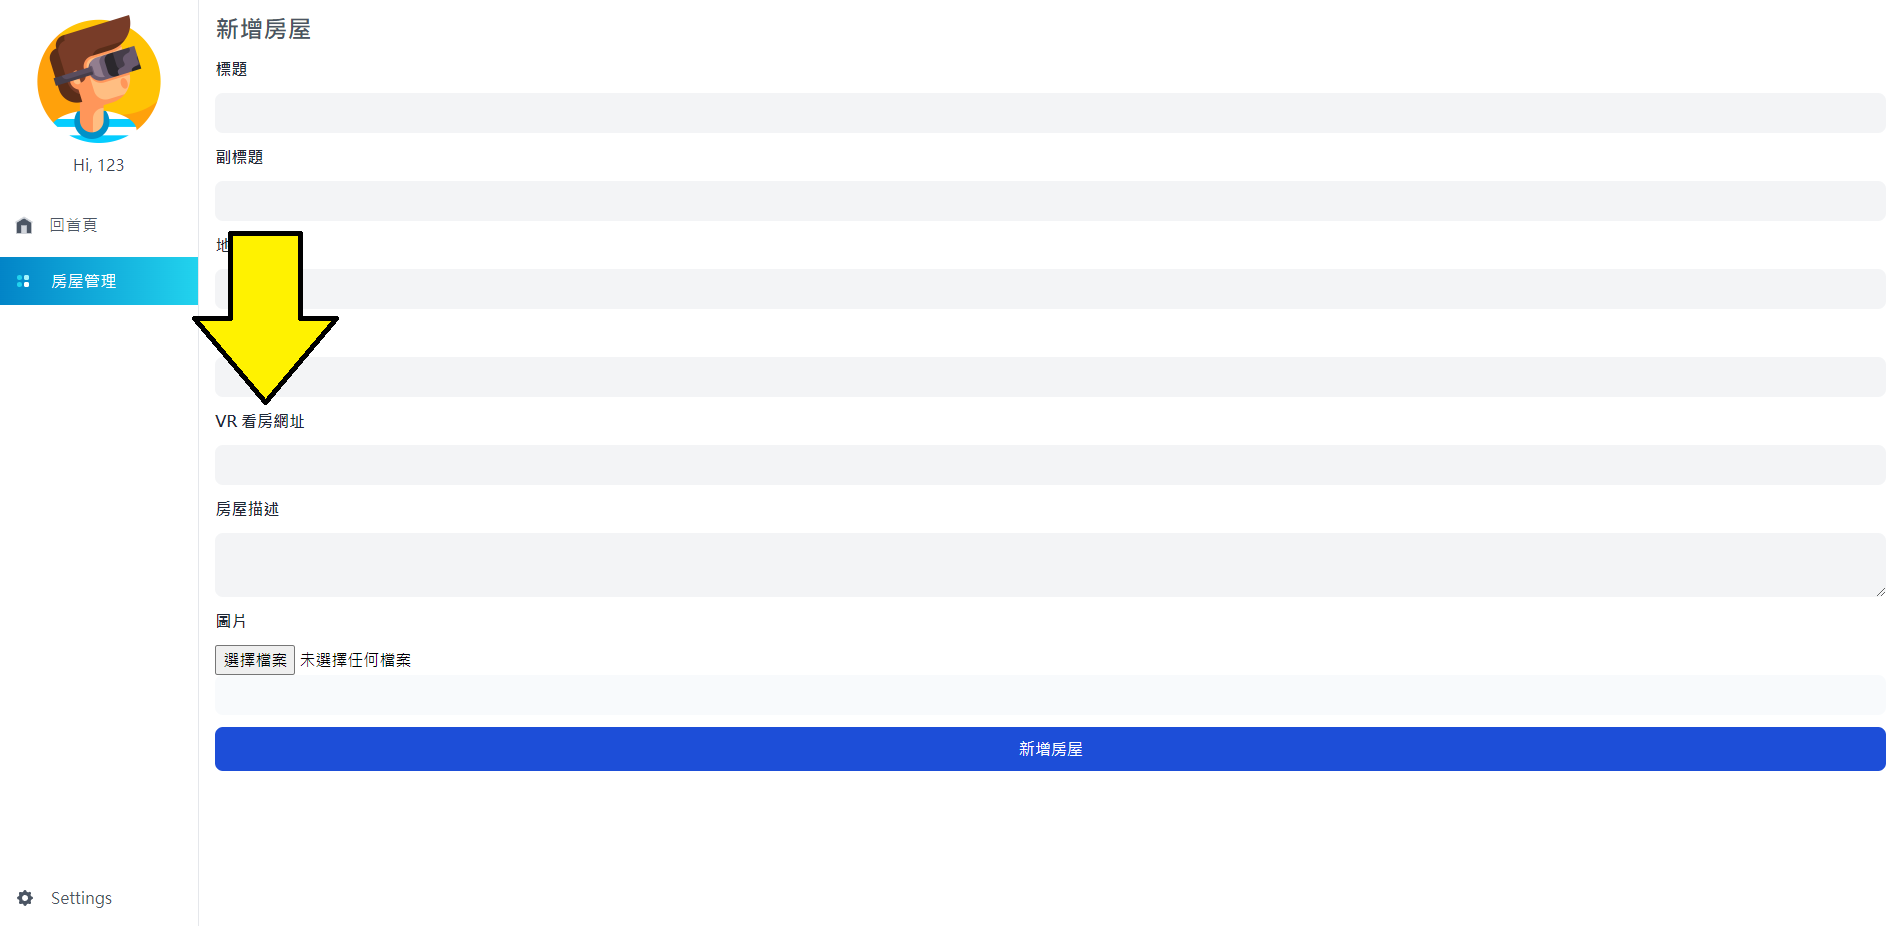 Hi, 123
回首頁
房屋管理
Settings
新增房屋
標題
副標題
地
VR 看房網址
房屋描述
圖片
選擇檔案 未選擇任何檔案
新增房屋